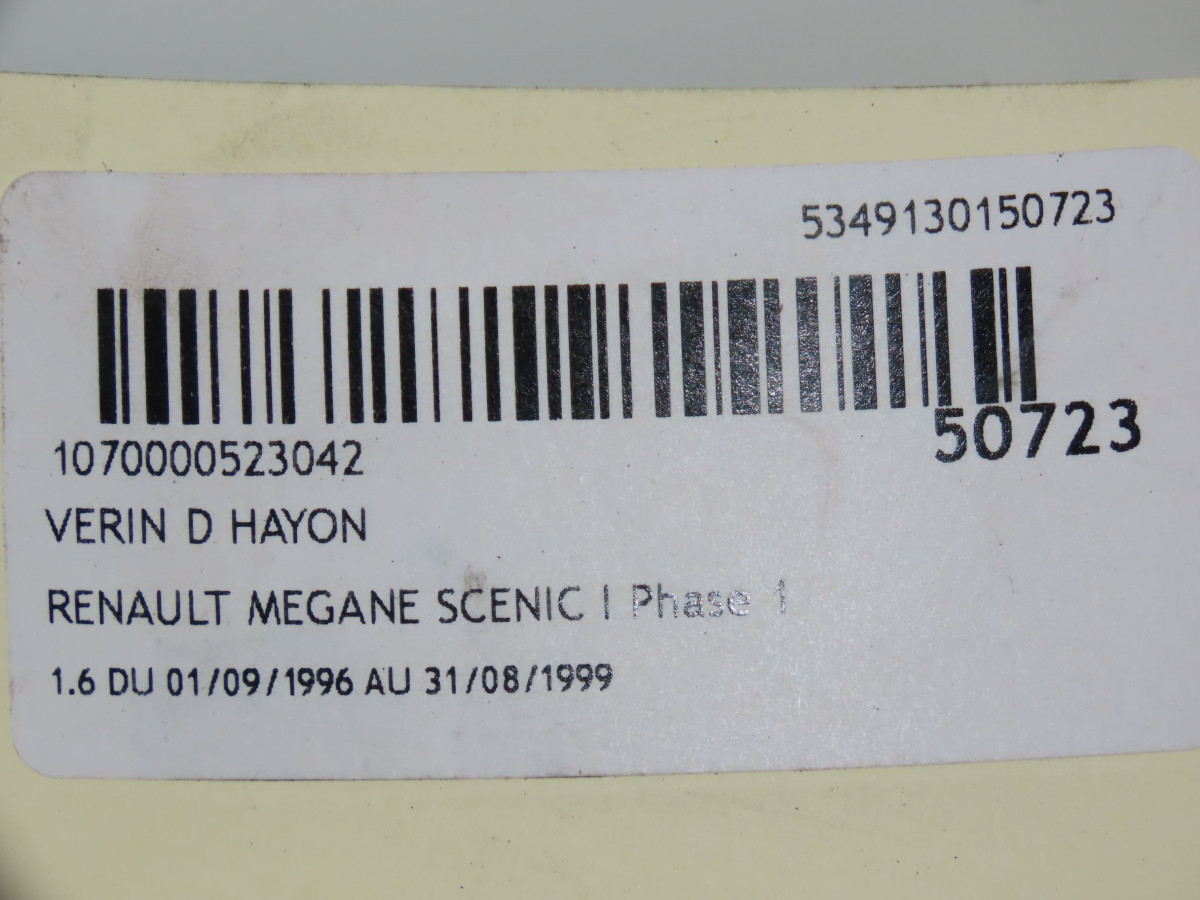 5349130150723
50723
1070000523042
VERIN D HAYON
RENAULT MEGANE SCENIC I Phase 1
1.6 DU 01/09/1996 AU 31/08/1999